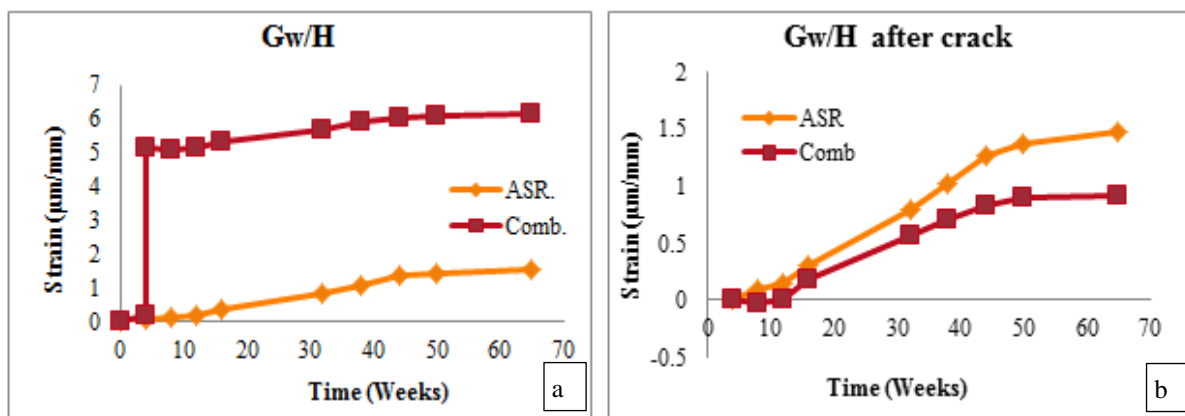 Gw/H
7
6
5
4
3
2
1
0
Strain (µm/mm)
ASR.
Comb.
0 10 20 30 40 50 60 70
Time (Weeks)
a
Gw/H after crack
2
1.5
1
0.5
0
-0.5
Strain (µm/mm)
ASR
Comb
0 10 20 30 40 50 60 70
Time (Weeks)
b